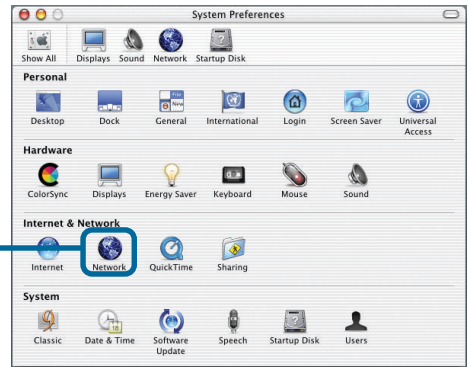 System Preferences
Show All Displays Sound Network Startup Disk
Personal
Desktop Dock General International Login Screen Saver Universal Access
Hardware
ColorSync Displays Energy Saver Keyboard Mouse Sound
Internet & Network
Internet Network QuickTime Sharing
System
Classic Date & Time Software Update Speech Startup Disk Users